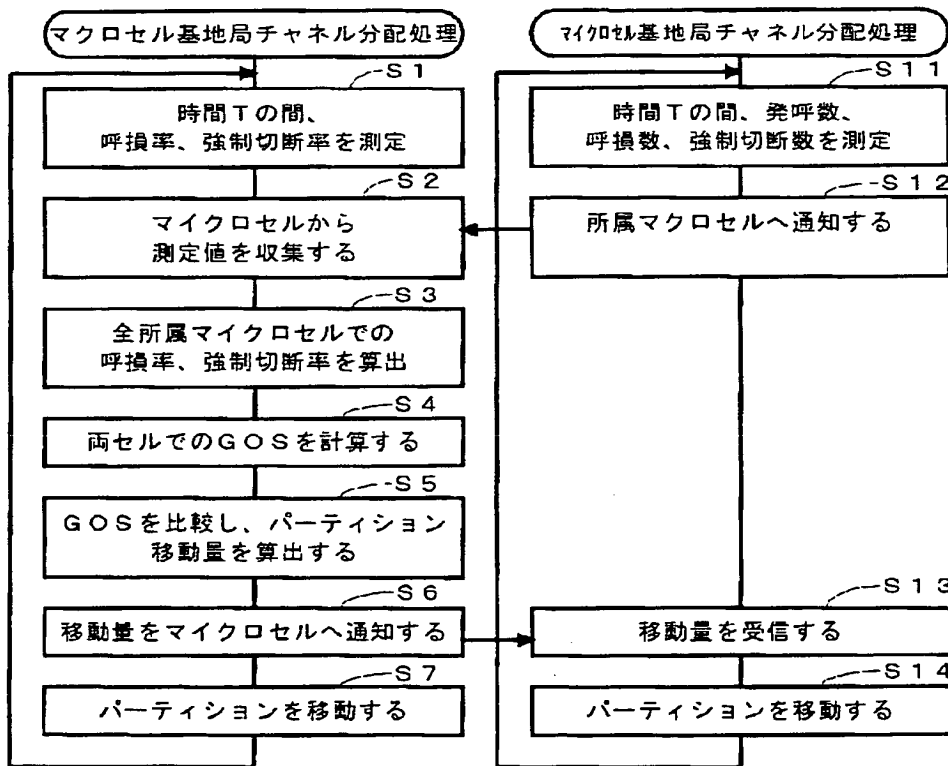 マクロセル基地局チャネル分配処理
S1
時間Tの間、
呼損率、強制切断率を測定
S2
マイクロセルから
測定値を収集する
S3
全所属マイクロセルでの
呼損率、強制切断率を算出
S4
両セルでのGOSを計算する
S5
GOSを比較し、パーティション
移動量を算出する
S6
移動量をマイクロセルへ通知する
S7
パーティションを移動する
マイクロセル基地局チャネル分配処理
S11
時間Tの間、発呼数、
呼損数、強制切断数を測定
S12
所属マクロセルへ通知する
S13
移動量を受信する
S14
パーティションを移動する